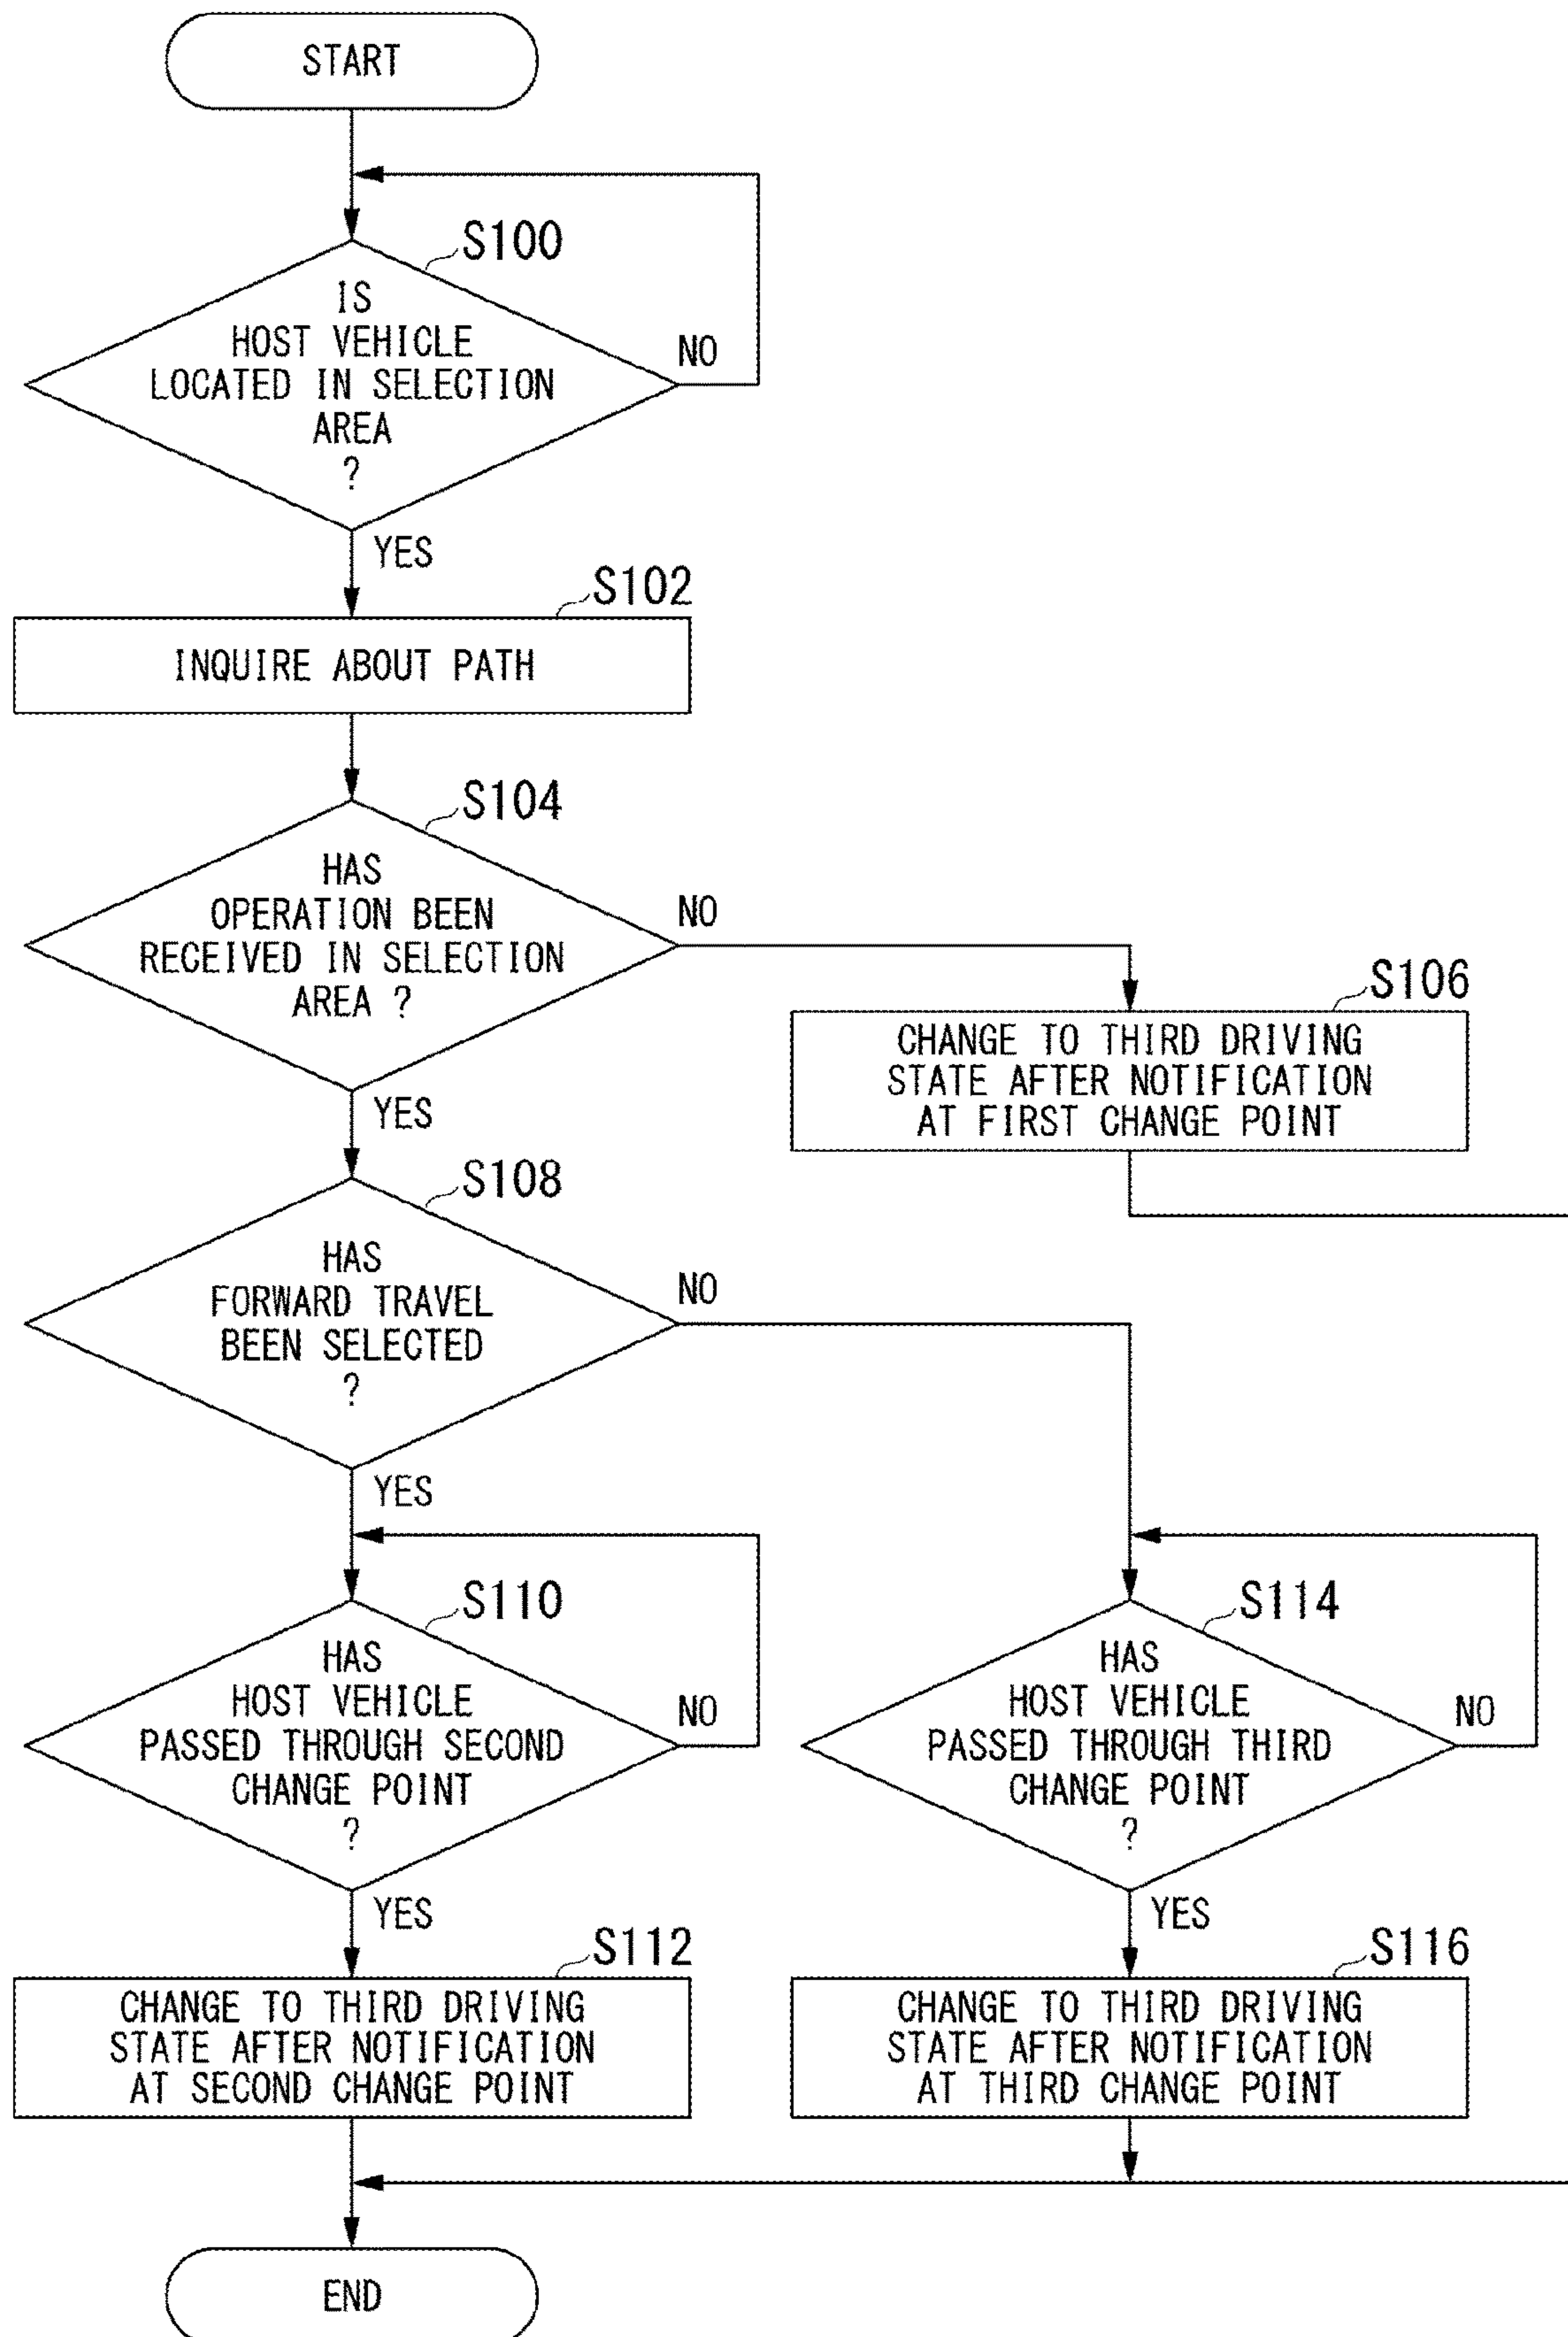 START
S100
IS
HOST VEHICLE
LOCATED IN SELECTION
AREA
?
NO
YES
S102
INQUIRE ABOUT PATH
S104
HAS
OPERATION BEEN
RECEIVED IN SELECTION
AREA ?
NO
YES
S106
CHANGE TO THIRD DRIVING
STATE AFTER NOTIFICATION
AT FIRST CHANGE POINT
S108
HAS
FORWARD TRAVEL
BEEN SELECTED
?
NO
YES
S110
HAS
HOST VEHICLE
PASSED THROUGH SECOND
CHANGE POINT
?
NO
YES
S114
HAS
HOST VEHICLE
PASSED THROUGH THIRD
CHANGE POINT
?
NO
YES
S112
CHANGE TO THIRD DRIVING
STATE AFTER NOTIFICATION
AT SECOND CHANGE POINT
S116
CHANGE TO THIRD DRIVING
STATE AFTER NOTIFICATION
AT THIRD CHANGE POINT
END